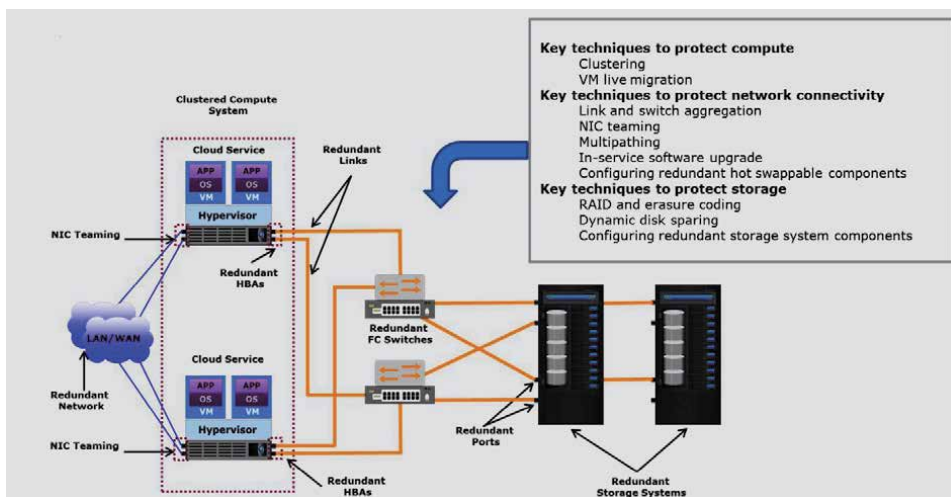 Key techniques to protect compute
Clustering
VM live migration
Key techniques to protect network connectivity
Link and switch aggregation
NIC teaming
Multipathing
In-service software upgrade
Configuring redundant hot swappable components
Key techniques to protect storage
RAID and erasure coding
Dynamic disk sparing
Configuring redundant storage system components
Clustered Compute
System
Cloud Service
APP
OS
VM
APP
OS
VM
Hypervisor
NIC Teaming
Redundant
Links
Redundant
HBAs
Redundant
FC Switches
LAN/WAN
Redundant
Network
Cloud Service
APP
OS
VM
APP
OS
VM
Hypervisor
NIC Teaming
Redundant
HBAs
Redundant
Ports
Redundant
Storage Systems